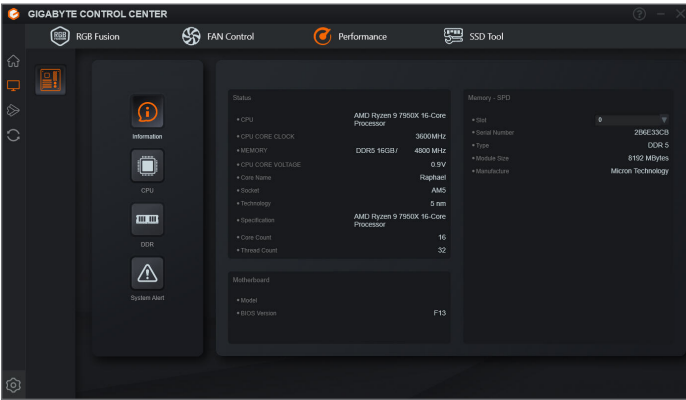 GIGABYTE CONTROL CENTER
RGB RGB Fusion
FAN Control
Performance
SSD Tool
Information
CPU
DDR
System Alert
Status
CPU AMD Ryzen 9 7950X 16-Core
Processor
CPU CORE CLOCK 3600MHz
MEMORY DDR5 16GB / 4800 MHz
CPU CORE VOLTAGE 0.9V
Core Name Raphael
Socket AM5
Technology 5 nm
Specification AMD Ryzen 9 7950X 16-Core
Processor
Core Count 16
Thread Count 32
Motherboard
Model
BIOS Version F13
Memory - SPD
Slot 0
Serial Number 2B6E33CB
Type DDR 5
Module Size 8192 MBytes
Manufacture Micron Technology